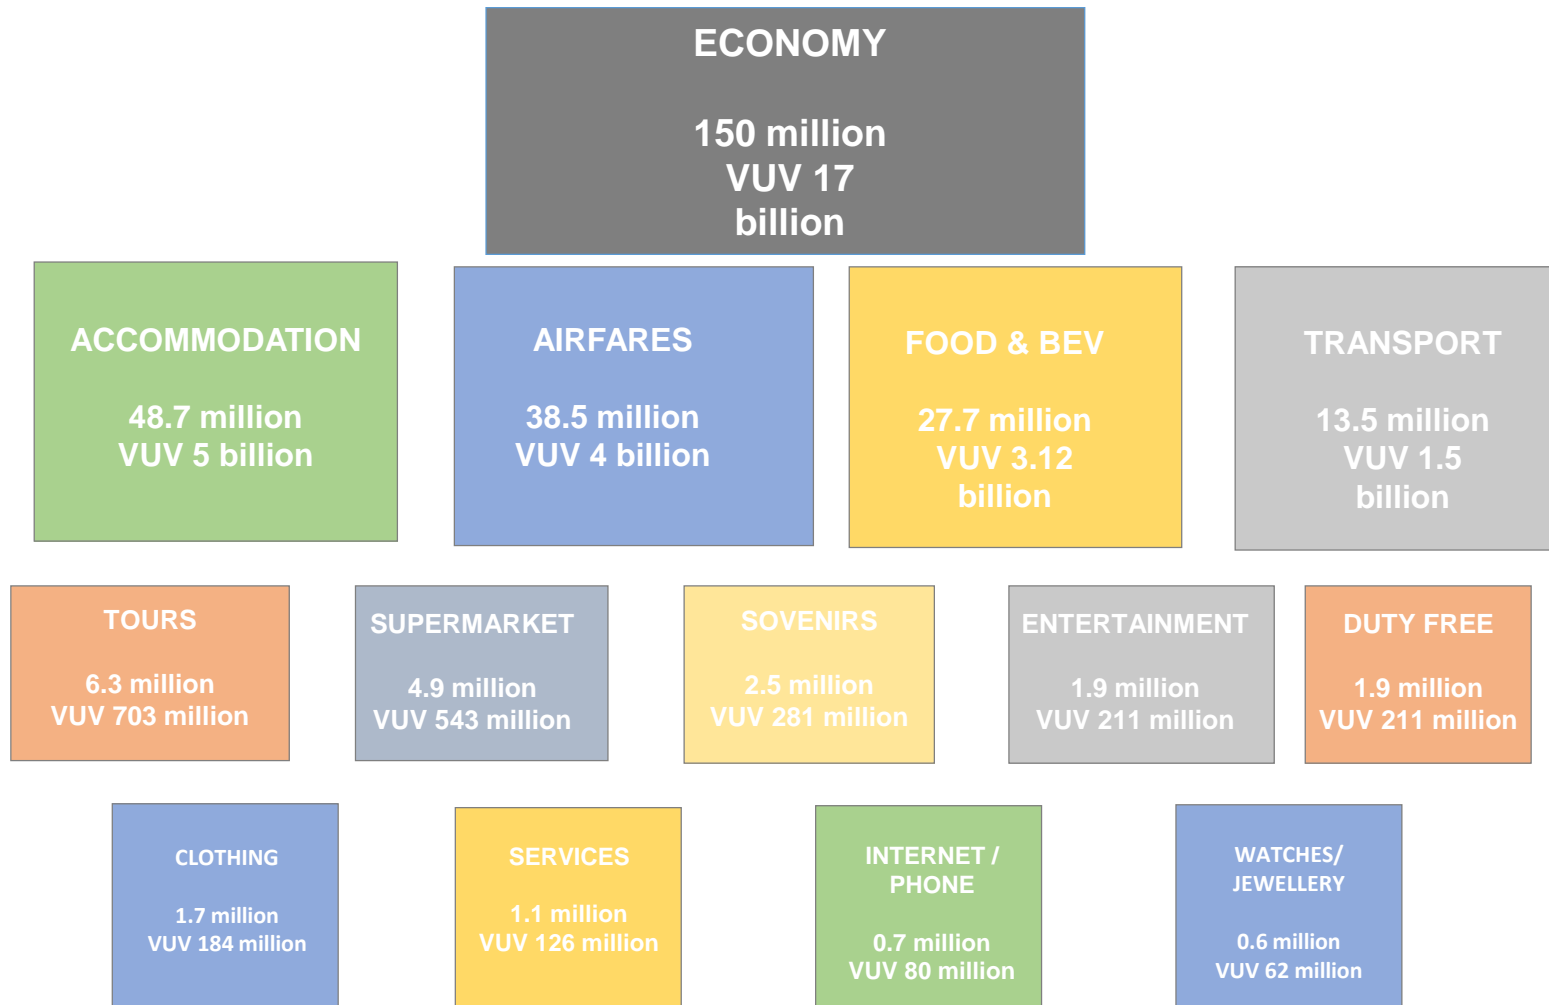 ECONOMY
150 million
VUV 17
billion
ACCOMMODATION
48.7 million
VUV 5 billion
AIRFARES
38.5 million
VUV 4 billion
FOOD & BEV
27.7 million
VUV 3.12
billion
TRANSPORT
13.5 million
VUV 1.5
billion
TOURS
6.3 million
VUV 703 million
SUPERMARKET
4.9 million
VUV 543 million
SOVENIRS
2.5 million
VUV 281 million
ENTERTAINMENT
1.9 million
VUV 211 million
DUTY FREE
1.9 million
VUV 211 million
CLOTHING
1.7 million
VUV 184 million
SERVICES
1.1 million
VUV 126 million
INTERNET /
PHONE
0.7 million
VUV 80 million
WATCHES/
JEWELLERY
0.6 million
VUV 62 million